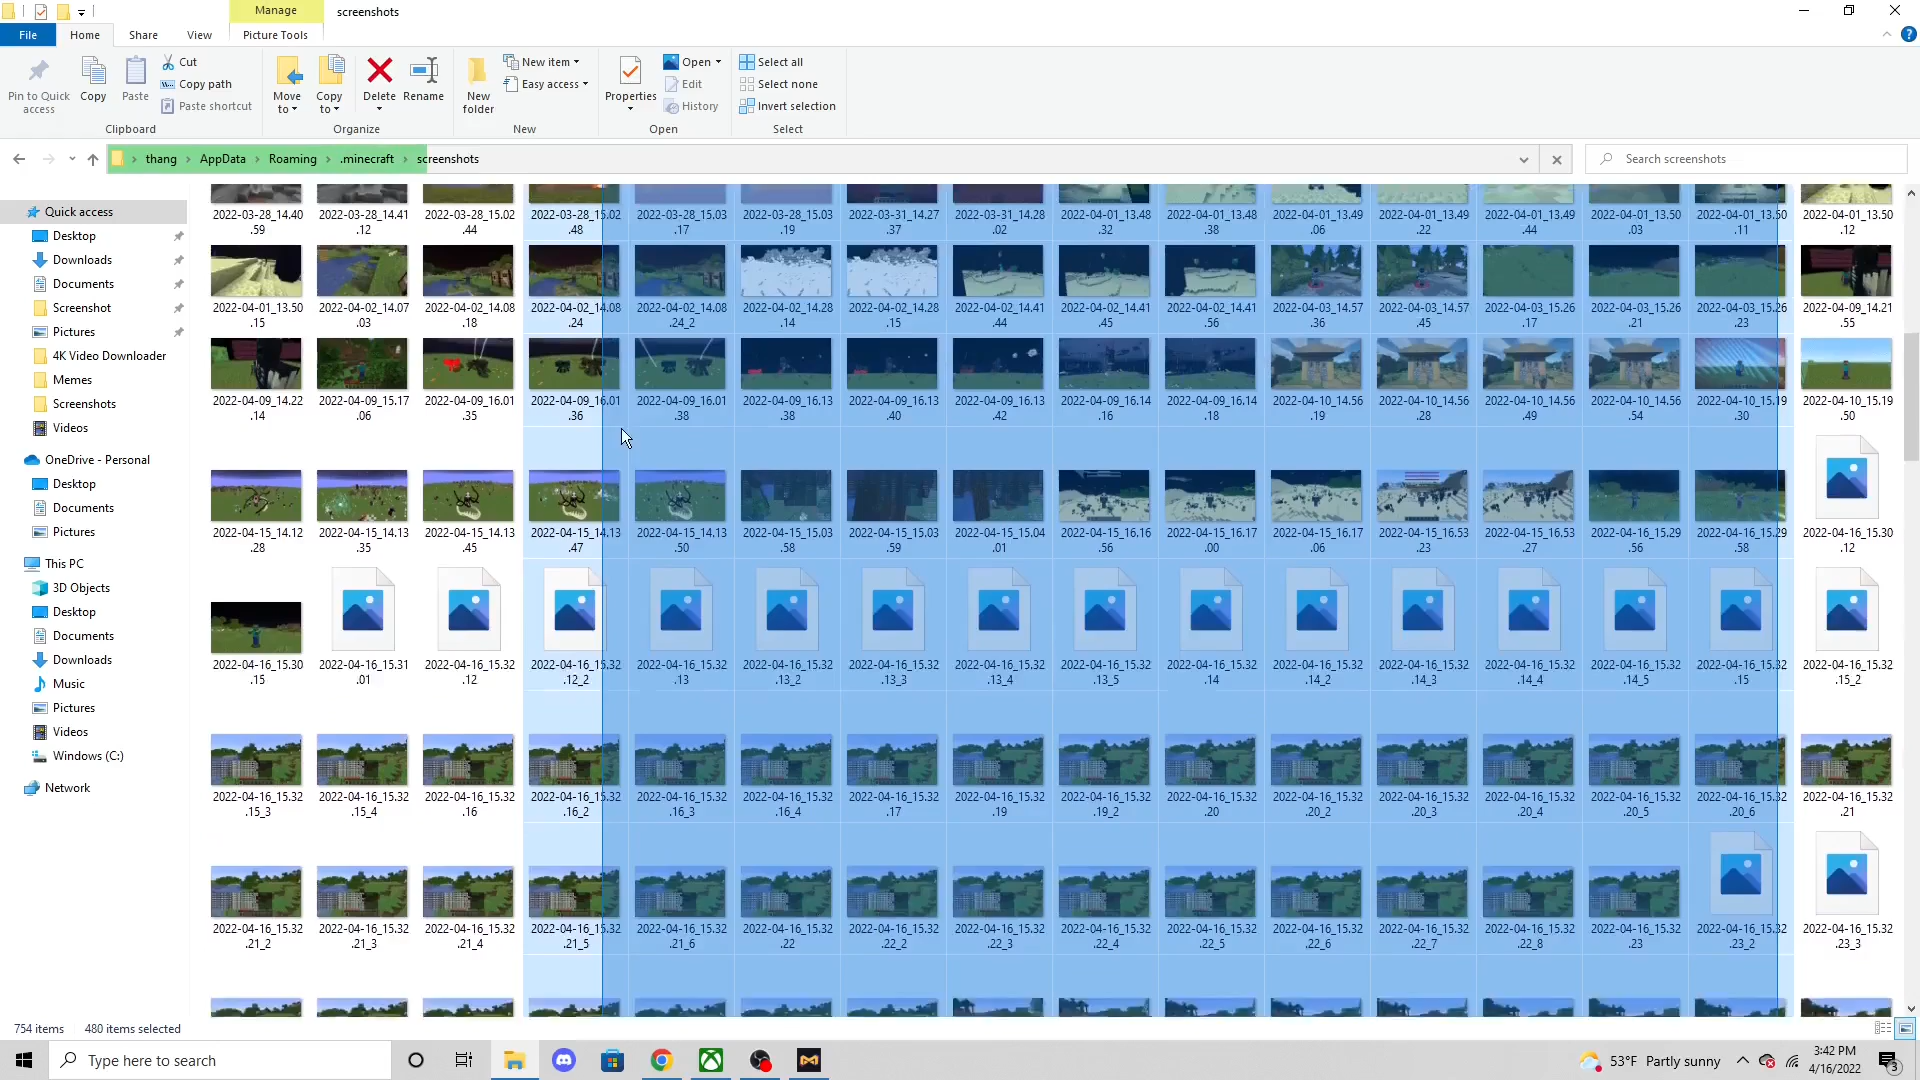 Manage
screenshots
File
Home
Share
View
Picture Tools
Pin to Quick
access
Copy
Paste
Cut
Copy path
Paste shortcut
Clipboard
Move
to
Copy
to
Delete
Rename
Organize
New
folder
New item
Easy access
New
Properties
Open
Edit
History
Open
Select all
Select none
Invert selection
Select
thang
AppData
Roaming
.minecraft
screenshots
Search screenshots
Quick access
Desktop
Downloads
Documents
Screenshot
Pictures
4K Video Downloader
Memes
Screenshots
Videos
OneDrive - Personal
Desktop
Documents
Pictures
This PC
3D Objects
Desktop
Documents
Downloads
Music
Pictures
Videos
Windows (C:)
Network
2022-03-28_14.40 2022-03-28_14.41 2022-03-28_15.02 2022-03-28_15.02 2022-03-28_15.03 2022-03-28_15.03 2022-03-31_14.27 2022-03-31_14.28 2022-04-01_13.48 2022-04-01_13.48 2022-04-01_13.49 2022-04-01_13.49 2022-04-01_13.49 2022-04-01_13.50 2022-04-01_13.50 2022-04-01_13.50
.59 .12 .44 .48 .17 .19 .37 .02 .32 .38 .06 .22 .44 .03 .11 .12
2022-04-01_13.50 2022-04-02_14.07 2022-04-02_14.08 2022-04-02_14.08 2022-04-02_14.08 2022-04-02_14.28 2022-04-02_14.28 2022-04-02_14.41 2022-04-02_14.41 2022-04-02_14.41 2022-04-03_14.57 2022-04-03_14.57 2022-04-03_15.26 2022-04-03_15.26 2022-04-03_15.26 2022-04-09_14.21
.15 .03 .18 .24 .24_2 .14 .15 .44 .45 .56 .36 .45 .17 .21 .23 .55
2022-04-09_14.22 2022-04-09_15.17 2022-04-09_16.01 2022-04-09_16.01 2022-04-09_16.01 2022-04-09_16.13 2022-04-09_16.13 2022-04-09_16.13 2022-04-09_16.14 2022-04-09_16.14 2022-04-10_14.56 2022-04-10_14.56 2022-04-10_14.56 2022-04-10_14.56 2022-04-10_15.19 2022-04-10_15.19
.14 .06 .35 .36 .38 .38 .40 .42 .16 .18 .19 .28 .49 .54 .30 .50
2022-04-15_14.12 2022-04-15_14.13 2022-04-15_14.13 2022-04-15_14.13 2022-04-15_14.13 2022-04-15_15.03 2022-04-15_15.03 2022-04-15_15.04 2022-04-15_16.16 2022-04-15_16.17 2022-04-15_16.17 2022-04-15_16.53 2022-04-15_16.53 2022-04-16_15.29 2022-04-16_15.29 2022-04-16_15.30
.28 .35 .45 .47 .50 .58 .59 .01 .56 .00 .06 .23 .27 .56 .58 .12
2022-04-16_15.30 2022-04-16_15.31 2022-04-16_15.32 2022-04-16_15.32 2022-04-16_15.32 2022-04-16_15.32 2022-04-16_15.32 2022-04-16_15.32 2022-04-16_15.32 2022-04-16_15.32 2022-04-16_15.32 2022-04-16_15.32 2022-04-16_15.32 2022-04-16_15.32 2022-04-16_15.32 2022-04-16_15.32
.15 .01 .12 .12_2 .13 .13_2 .13_3 .13_4 .13_5 .14 .14_2 .14_3 .14_4 .14_5 .15 .15_2
2022-04-16_15.32 2022-04-16_15.32 2022-04-16_15.32 2022-04-16_15.32 2022-04-16_15.32 2022-04-16_15.32 2022-04-16_15.32 2022-04-16_15.32 2022-04-16_15.32 2022-04-16_15.32 2022-04-16_15.32 2022-04-16_15.32 2022-04-16_15.32 2022-04-16_15.32 2022-04-16_15.32 2022-04-16_15.32
.15_3 .15_4 .16 .16_2 .16_3 .16_4 .17 .19 .19_2 .20 .20_2 .20_3 .20_4 .20_5 .20_6 .21
2022-04-16_15.32 2022-04-16_15.32 2022-04-16_15.32 2022-04-16_15.32 2022-04-16_15.32 2022-04-16_15.32 2022-04-16_15.32 2022-04-16_15.32 2022-04-16_15.32 2022-04-16_15.32 2022-04-16_15.32 2022-04-16_15.32 2022-04-16_15.32 2022-04-16_15.32 2022-04-16_15.32 2022-04-16_15.32
.21_2 .21_3 .21_4 .21_5 .21_6 .22 .22_2 .22_3 .22_4 .22_5 .22_6 .22_7 .22_8 .23 .23_2 .23_3
754 items 480 items selected
Type here to search
53°F Partly sunny
3:42 PM
4/16/2022
3